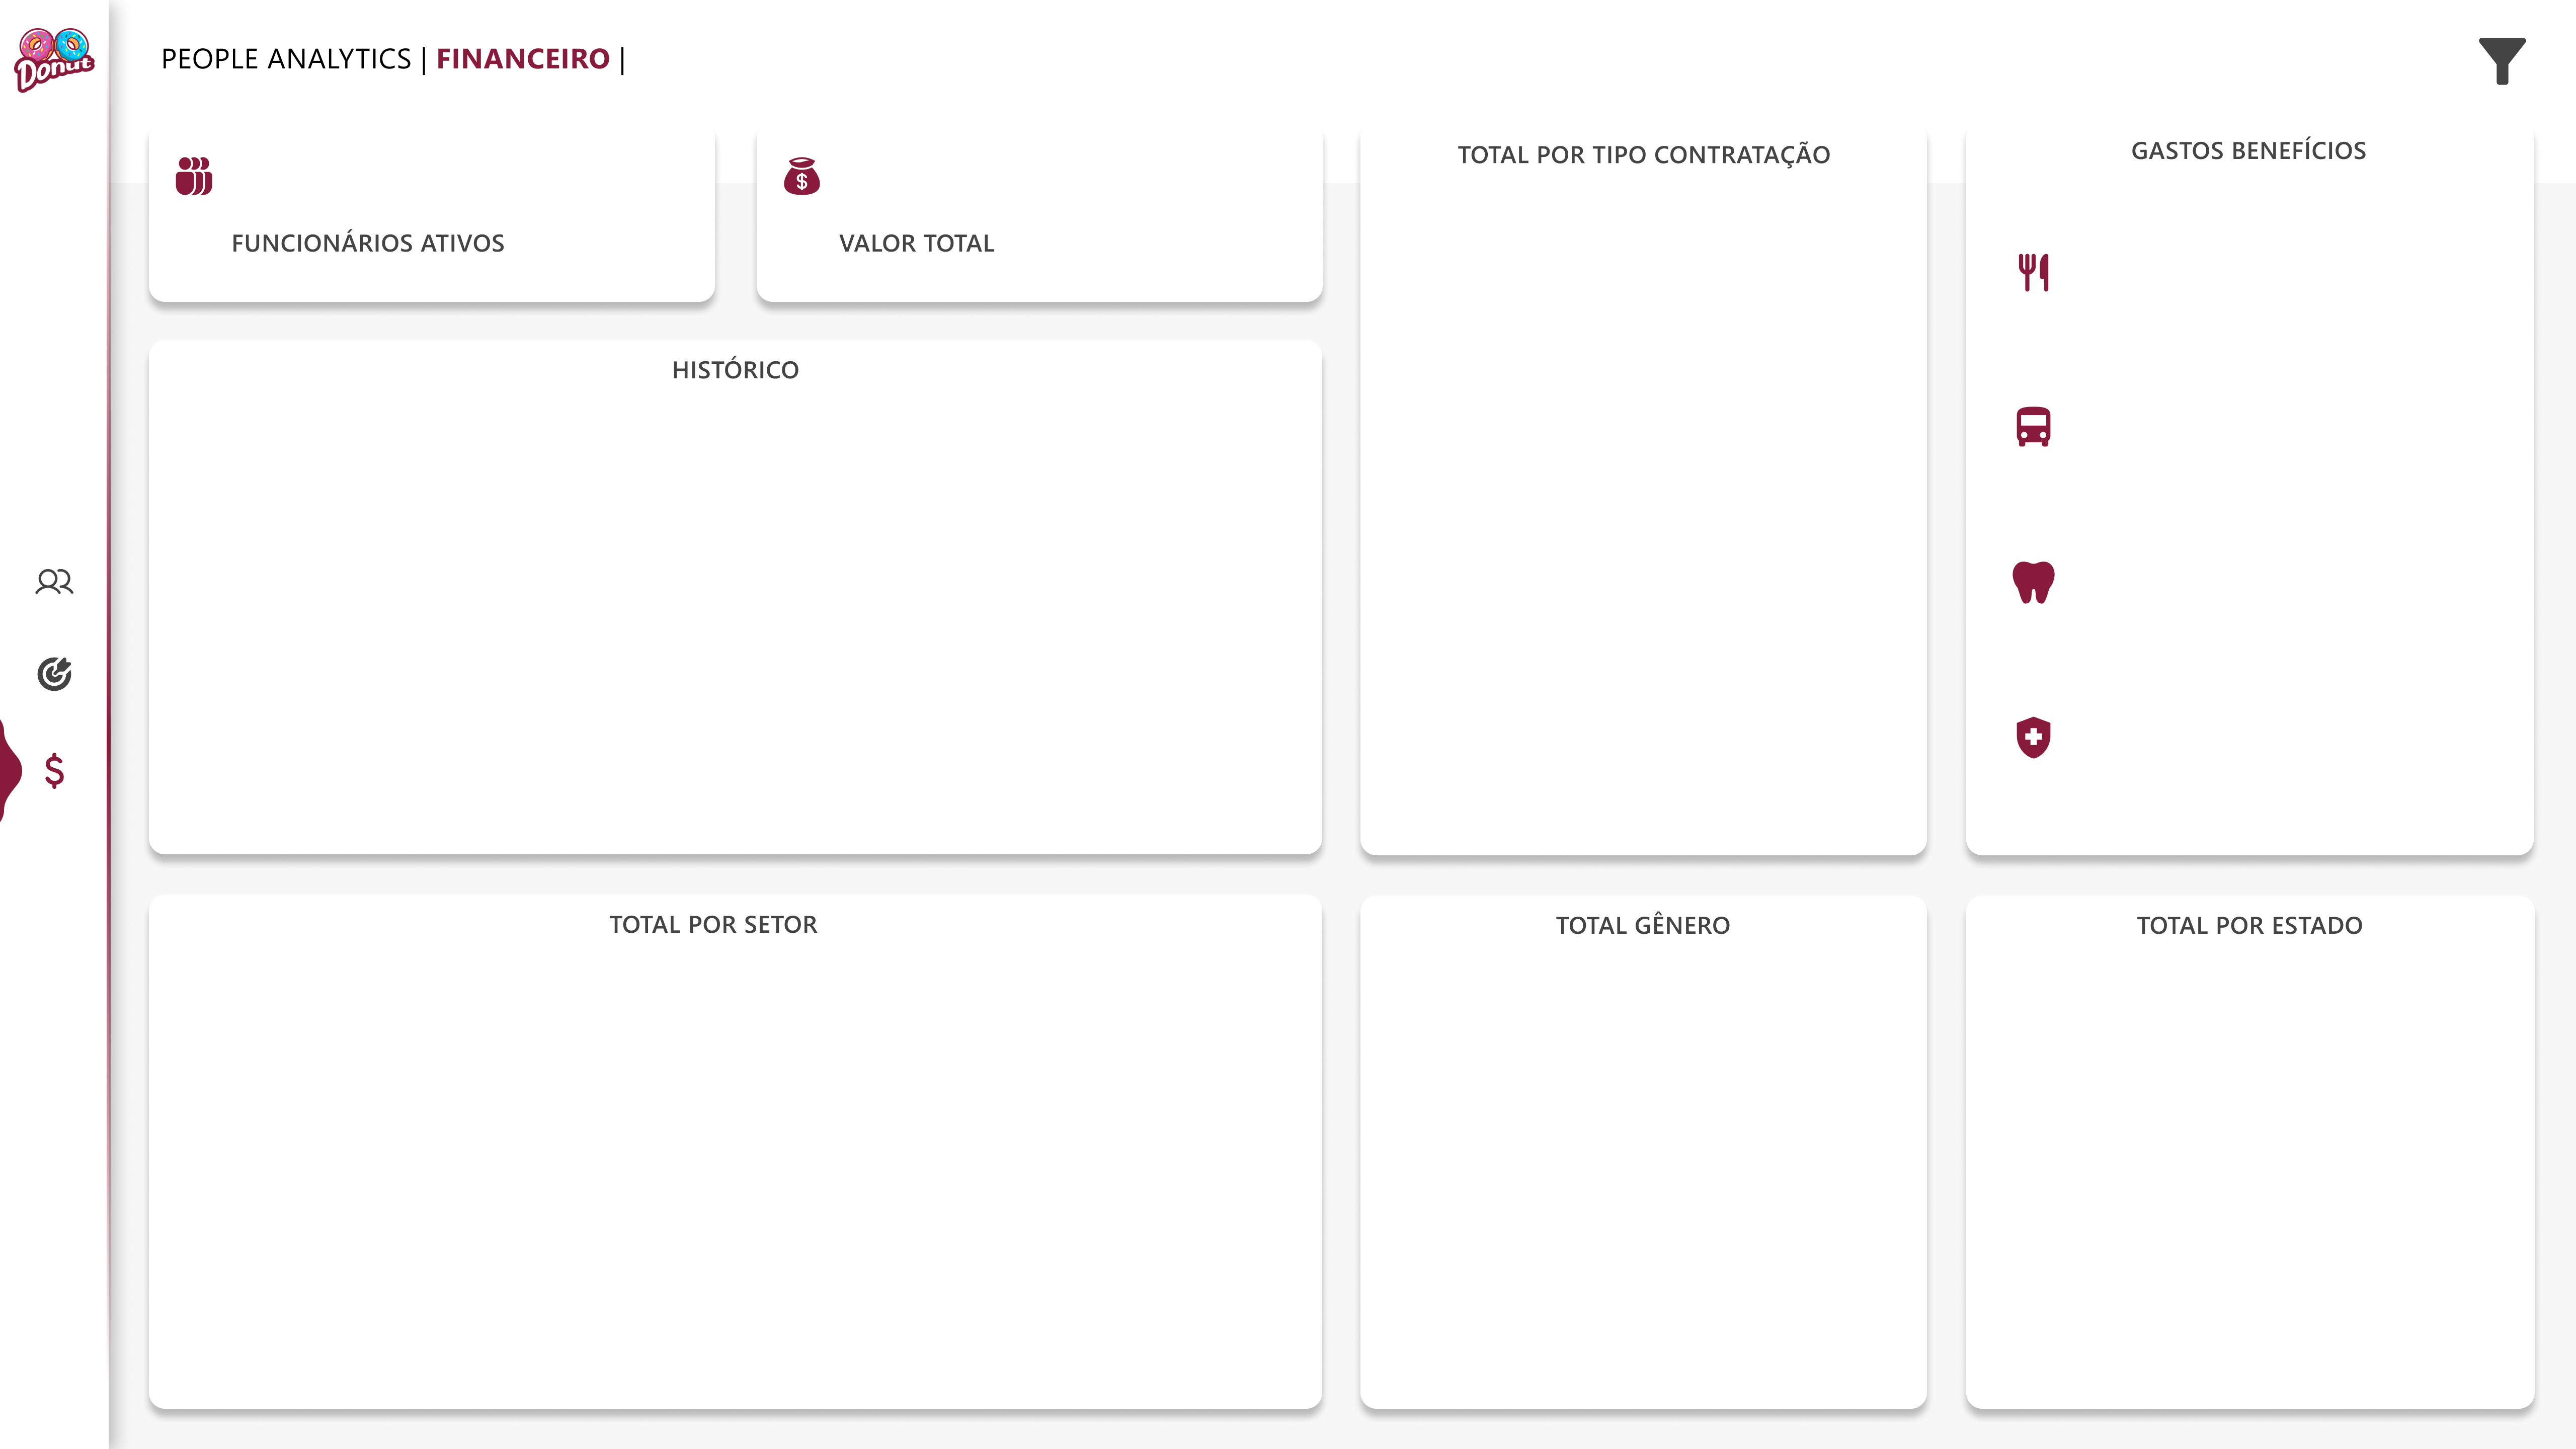 Donut
PEOPLE ANALYTICS | FINANCEIRO |
FUNCIONÁRIOS ATIVOS
VALOR TOTAL
TOTAL POR TIPO CONTRATAÇÃO
GASTOS BENEFÍCIOS
HISTÓRICO
TOTAL POR SETOR
TOTAL GÊNERO
TOTAL POR ESTADO